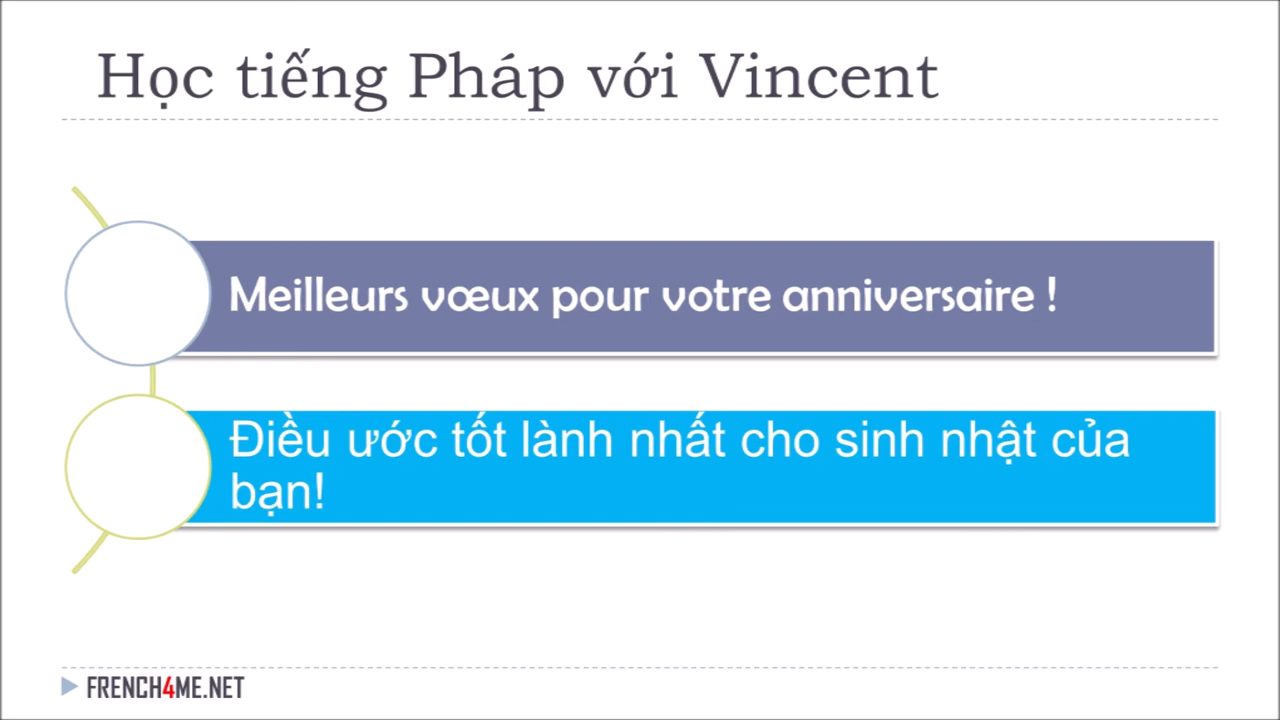 Học tiếng Pháp với Vincent
Meilleurs vœux pour votre anniversaire !
Điều ước tốt lành nhất cho sinh nhật của
bạn!
FRENCH4ME.NET